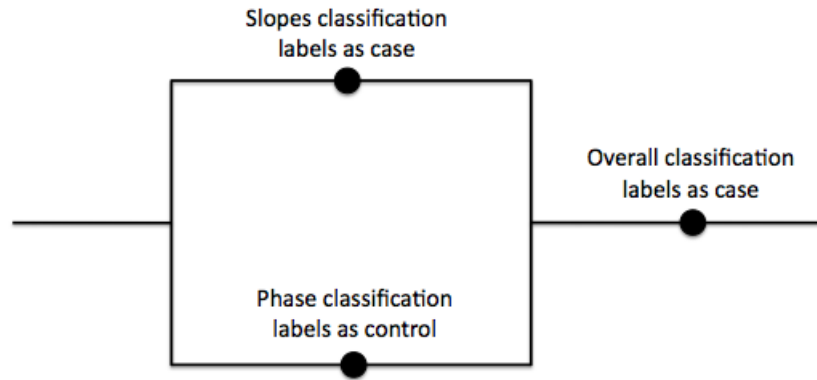 Slopes classification
labels as case
Overall classification
labels as case
Phase classification
labels as control